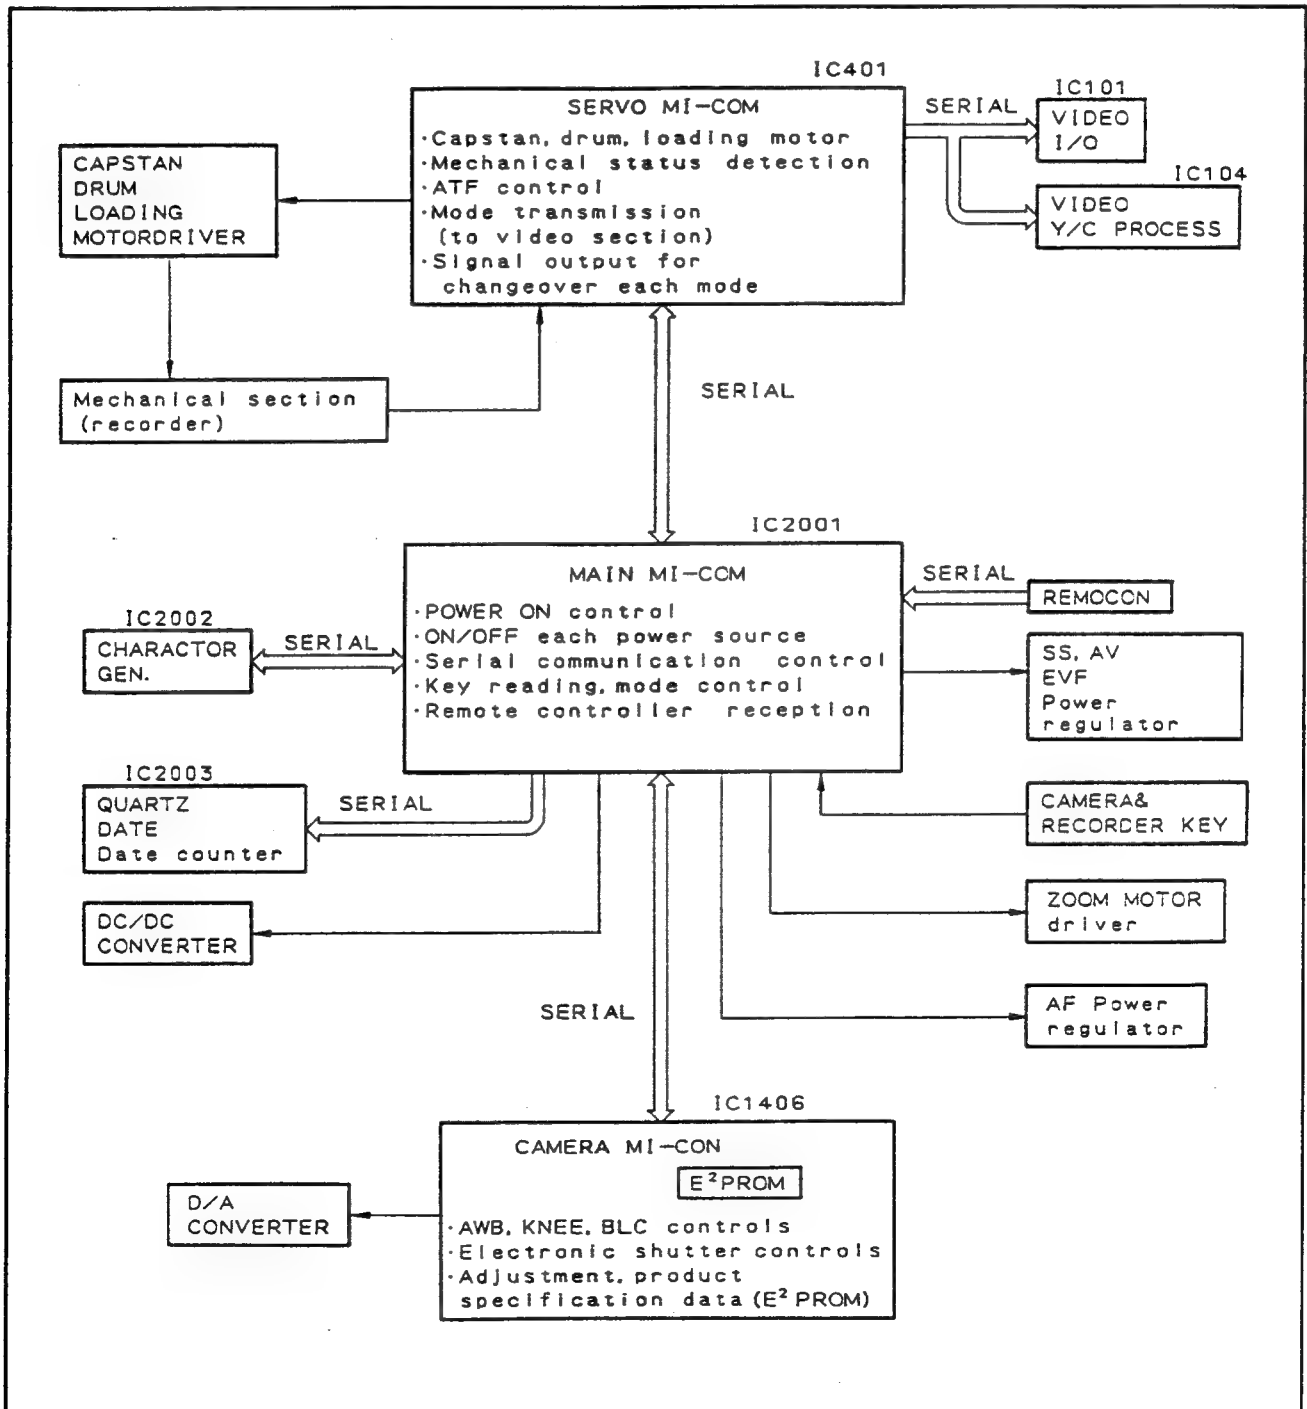 IC401
SERVO MI-COM
·Capstan, drum, loading motor
·Mechanical status detection
·ATF control
·Mode transmission
(to video section)
·Signal output for
changeover each mode
SERIAL
IC101
VIDEO
I/O
IC104
VIDEO
Y/C PROCESS
CAPSTAN
DRUM
LOADING
MOTORDRIVER
Mechanical section
(recorder)
SERIAL
IC2001
MAIN MI-COM
·POWER ON control
·ON/OFF each power source
·Serial communication control
·Key reading, mode control
·Remote controller reception
SERIAL
REMOCON
IC2002
CHARACTOR
GEN.
SERIAL
SS, AV
EVF
Power
regulator
IC2003
QUARTZ
DATE
Date counter
SERIAL
CAMERA&
RECORDER KEY
DC/DC
CONVERTER
ZOOM MOTOR
driver
AF Power
regulator
SERIAL
IC1406
CAMERA MI-CON
E²PROM
·AWB, KNEE, BLC controls
·Electronic shutter controls
·Adjustment, product
specification data (E² PROM)
D/A
CONVERTER